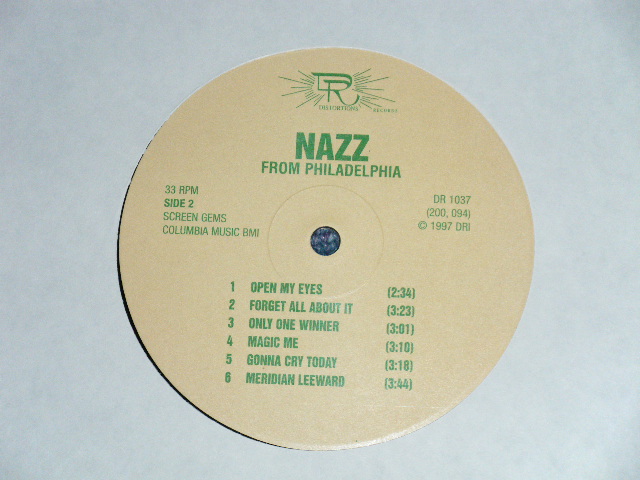 DR
DISTORTIONS
RECORDS
NAZZ
FROM PHILADELPHIA
33 RPM
SIDE 2
SCREEN GEMS
COLUMBIA MUSIC BMI
DR 1037
(200, 094)
© 1997 DRI
1 OPEN MY EYES (2:34)
2 FORGET ALL ABOUT IT (3:23)
3 ONLY ONE WINNER (3:01)
4 MAGIC ME (3:10)
5 GONNA CRY TODAY (3:18)
6 MERIDIAN LEEWARD (3:44)